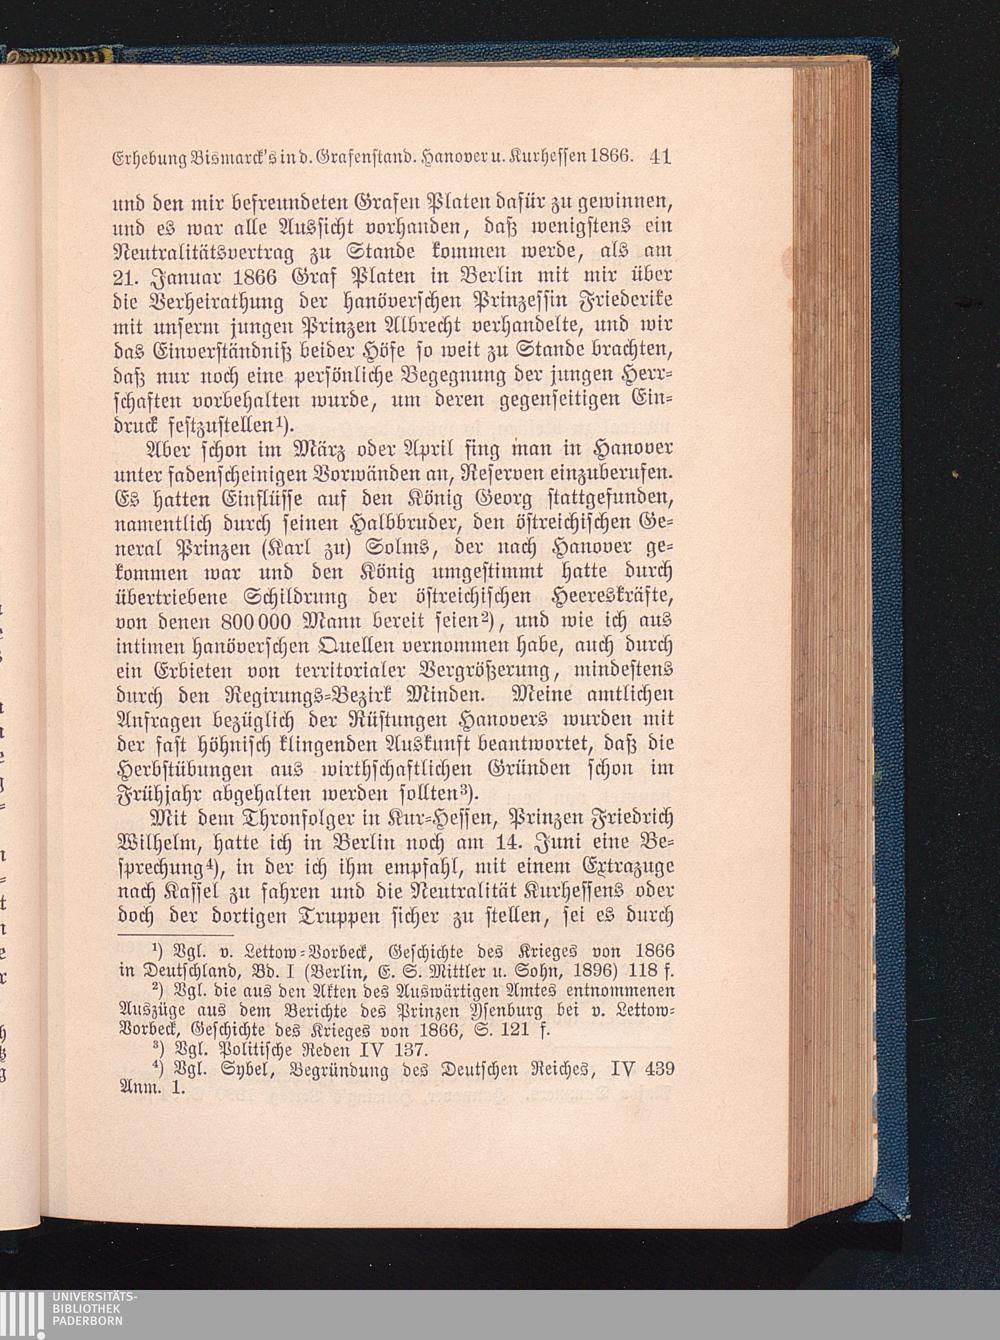 Erhebung Bismarck's in d. Grafenstand. Hanover u. Kurhessen 1866. 41
und den mir befreundeten Grafen Platen dafür zu gewinnen,
und es war alle Aussicht vorhanden, daß wenigstens ein
Neutralitätsvertrag zu Stande kommen werde, als am
21. Januar 1866 Graf Platen in Berlin mit mir über
die Verheirathung der hanöverschen Prinzessin Friederike
mit unserm jungen Prinzen Albrecht verhandelte, und wir
das Einverständniß beider Höfe so weit zu Stande brachten,
daß nur noch eine persönliche Begegnung der jungen Herr-
schaften vorbehalten wurde, um deren gegenseitigen Ein-
druck festzustellen¹).
Aber schon im März oder April fing man in Hanover
unter fadenscheinigen Vorwänden an, Reserven einzuberufen.
Es hatten Einflüsse auf den König Georg stattgefunden,
namentlich durch seinen Halbbruder, den östreichischen Ge-
neral Prinzen (Karl zu) Solms, der nach Hanover ge-
kommen war und den König umgestimmt hatte durch
übertriebene Schildrung der östreichischen Heereskräfte,
von denen 800 000 Mann bereit seien²), und wie ich aus
intimen hanöverschen Quellen vernommen habe, auch durch
ein Erbieten von territorialer Vergrößerung, mindestens
durch den Regirungs-Bezirk Minden. Meine amtlichen
Anfragen bezüglich der Rüstungen Hanovers wurden mit
der fast höhnisch klingenden Auskunft beantwortet, daß die
Herbstübungen aus wirthschaftlichen Gründen schon im
Frühjahr abgehalten werden sollten³).
Mit dem Thronfolger in Kur-Hessen, Prinzen Friedrich
Wilhelm, hatte ich in Berlin noch am 14. Juni eine Be-
sprechung⁴), in der ich ihm empfahl, mit einem Extrazuge
nach Kassel zu fahren und die Neutralität Kurhessens oder
doch der dortigen Truppen sicher zu stellen, sei es durch
¹) Vgl. v. Lettow-Vorbeck, Geschichte des Krieges von 1866
in Deutschland, Bd. I (Berlin, E. S. Mittler u. Sohn, 1896) 118 f.
²) Vgl. die aus den Akten des Auswärtigen Amtes entnommenen
Auszüge aus dem Berichte des Prinzen Ysenburg bei v. Lettow-
Vorbeck, Geschichte des Krieges von 1866, S. 121 f.
³) Vgl. Politische Reden IV 137.
⁴) Vgl. Sybel, Begründung des Deutschen Reiches, IV 439
Anm. 1.
UNIVERSITÄTS-
BIBLIOTHEK
PADERBORN